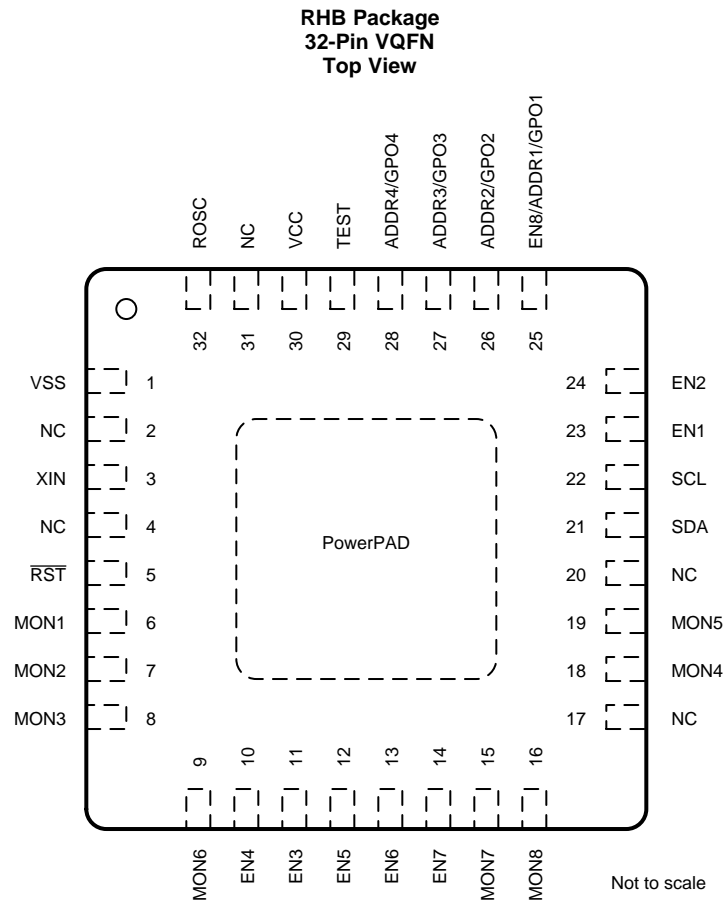 RHB Package
32-Pin VQFN
Top View
ROSC
NC
VCC
TEST
ADDR4/GPO4
ADDR3/GPO3
ADDR2/GPO2
EN8/ADDR1/GPO1
32
31
30
29
28
27
26
25
VSS 1
NC 2
XIN 3
NC 4
RST 5
MON1 6
MON2 7
MON3 8
PowerPAD
24 EN2
23 EN1
22 SCL
21 SDA
20 NC
19 MON5
18 MON4
17 NC
9
10
11
12
13
14
15
16
MON6
EN4
EN3
EN5
EN6
EN7
MON7
MON8
Not to scale